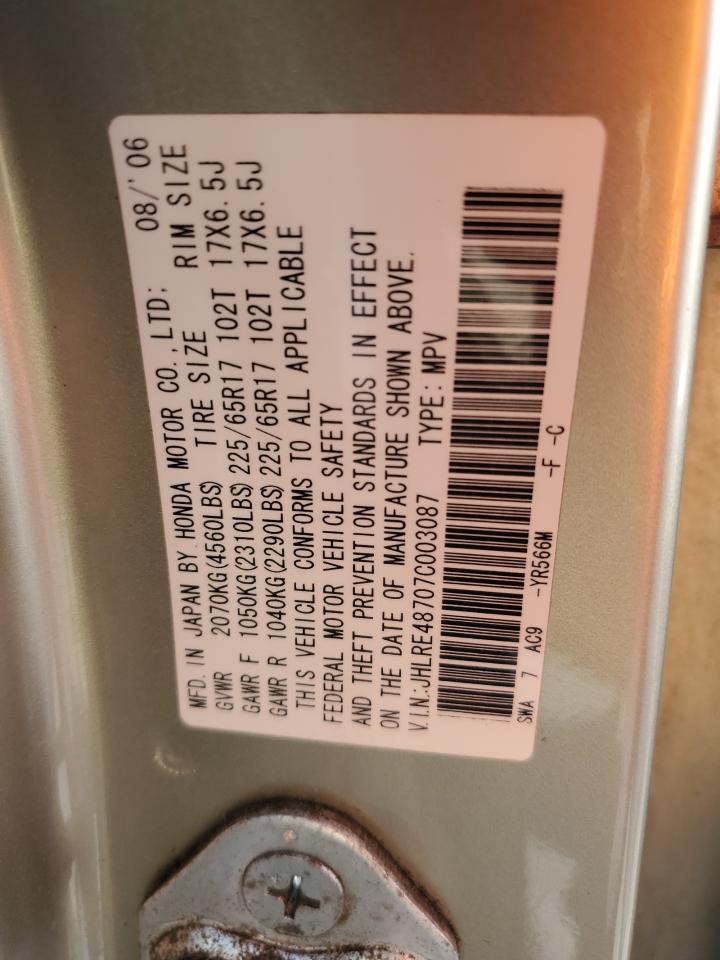 MFD. IN JAPAN BY HONDA MOTOR CO., LTD: 08/'06
GVWR 2070KG(4560LBS) TIRE SIZE RIM SIZE
GAWR F 1050KG(2310LBS) 225/65R17 102T 17X6.5J
GAWR R 1040KG(2290LBS) 225/65R17 102T 17X6.5J
THIS VEHICLE CONFORMS TO ALL APPLICABLE
FEDERAL MOTOR VEHICLE SAFETY
AND THEFT PREVENTION STANDARDS IN EFFECT
ON THE DATE OF MANUFACTURE SHOWN ABOVE.
V.I.N.:JHLRE48707C003087 TYPE: MPV
SWA 7 AC9 -YR566M -F -C